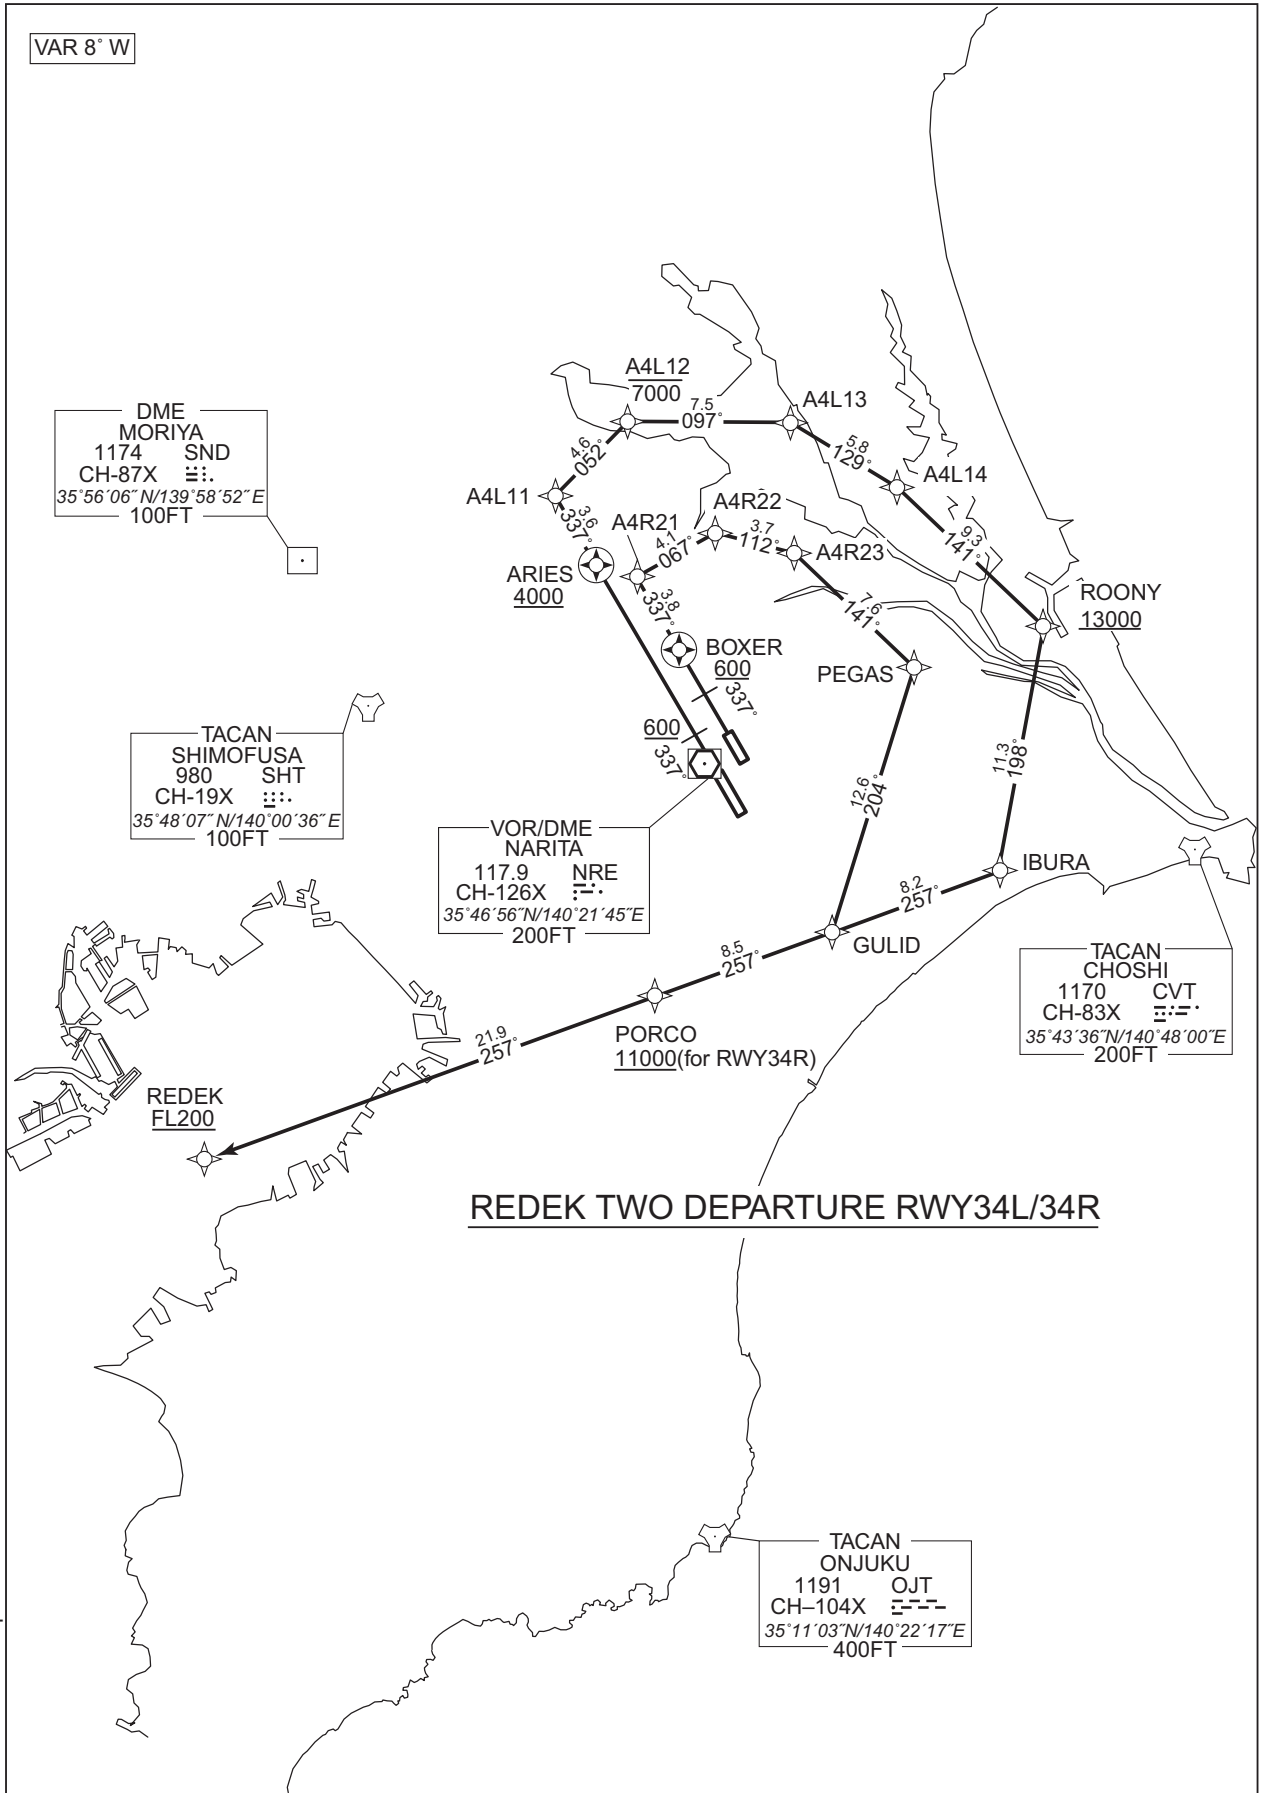 VAR 8° W
A4L12
7000
7.5
097°
A4L13
4.6
052°
5.8
129°
A4L14
A4L11
3.6
337°
A4R21
4.1
067°
A4R22
3.7
112°
A4R23
9.3
141°
ARIES
4000
3.8
337°
7.6
141°
ROONY
13000
BOXER
600
337°
PEGAS
600
337°
12.6
204°
11.3
198°
IBURA
8.2
257°
GULID
8.5
257°
PORCO
11000(for RWY34R)
21.9
257°
REDEK
FL200
DME
MORIYA
1174 SND
CH-87X
35°56´06˝N/139°58´52˝E
100FT
TACAN
SHIMOFUSA
980 SHT
CH-19X
35°48´07˝N/140°00´36˝E
100FT
VOR/DME
NARITA
117.9 NRE
CH-126X
35°46´56˝N/140°21´45˝E
200FT
TACAN
CHOSHI
1170 CVT
CH-83X
35°43´36˝N/140°48´00˝E
200FT
REDEK TWO DEPARTURE RWY34L/34R
TACAN
ONJUKU
1191 OJT
CH–104X
35°11´03˝N/140°22´17˝E
400FT